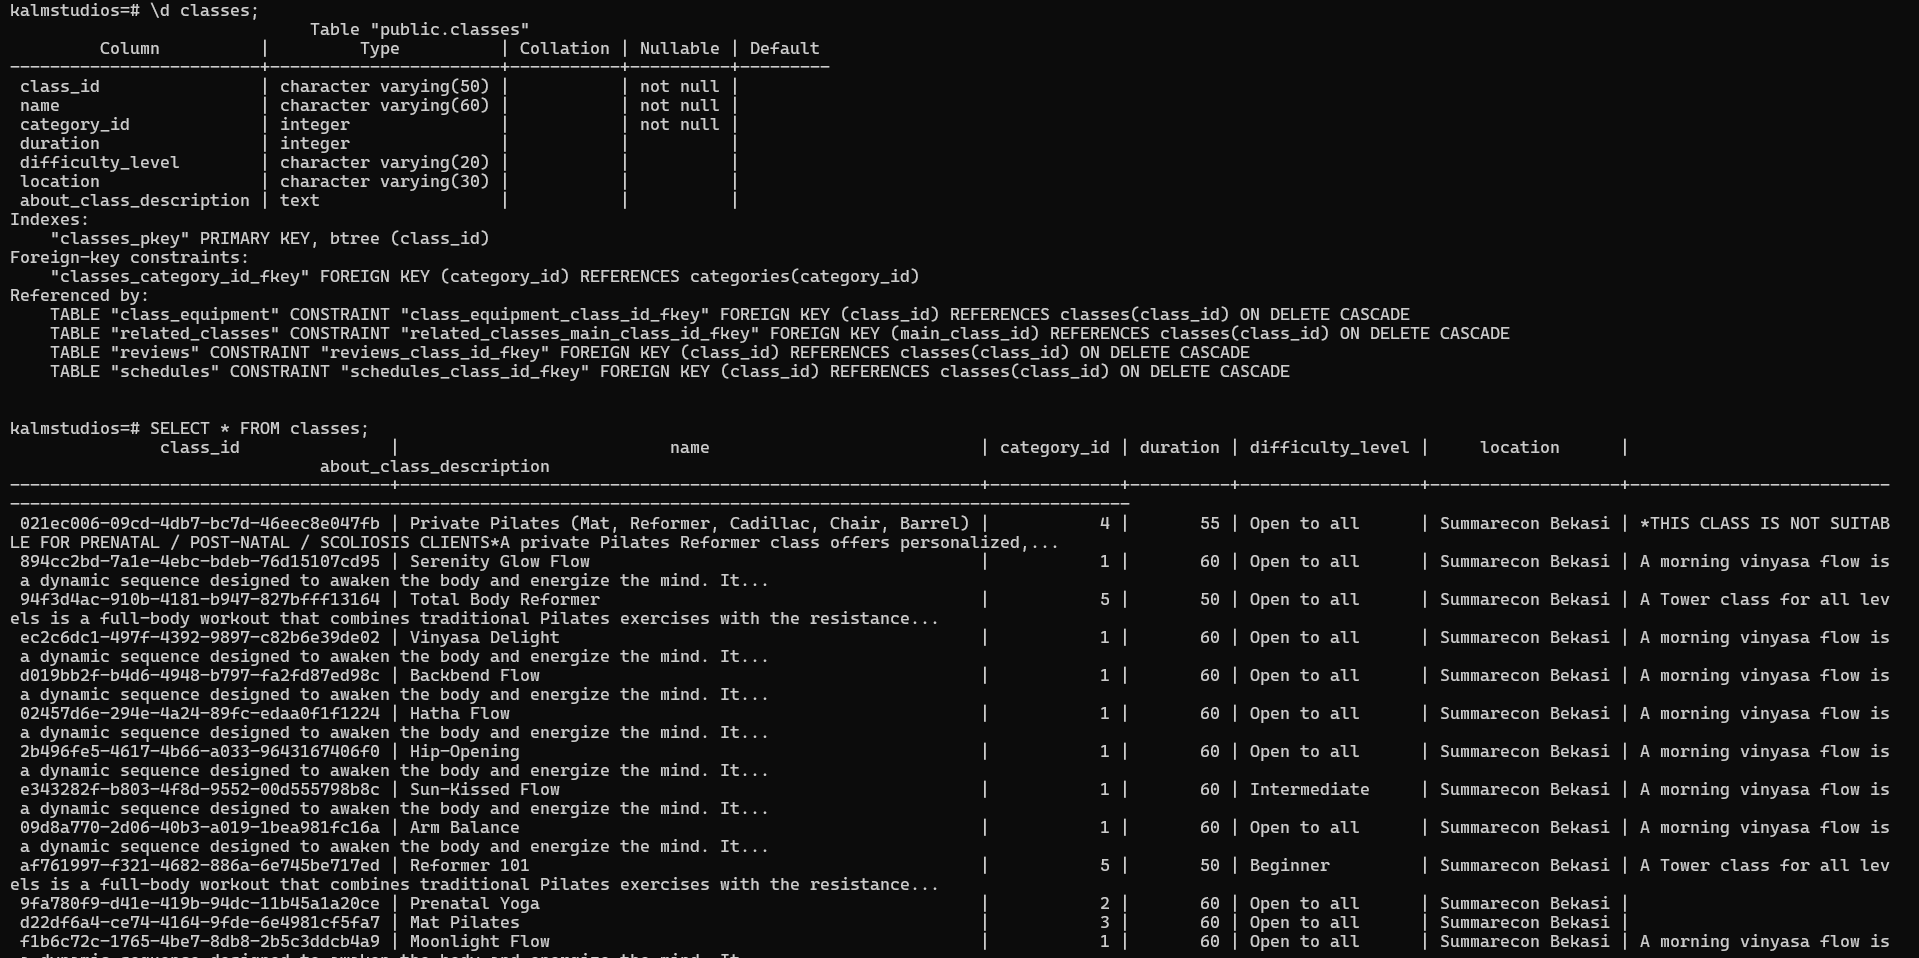 kalmstudios=# \d classes;
                              Table "public.classes"
         Column          |         Type          | Collation | Nullable | Default
-------------------------+-----------------------+-----------+----------+---------
 class_id                | character varying(50) |           | not null |
 name                    | character varying(60) |           | not null |
 category_id             | integer               |           | not null |
 duration                | integer               |           |          |
 difficulty_level        | character varying(20) |           |          |
 location                | character varying(30) |           |          |
 about_class_description | text                  |           |          |
Indexes:
    "classes_pkey" PRIMARY KEY, btree (class_id)
Foreign-key constraints:
    "classes_category_id_fkey" FOREIGN KEY (category_id) REFERENCES categories(category_id)
Referenced by:
    TABLE "class_equipment" CONSTRAINT "class_equipment_class_id_fkey" FOREIGN KEY (class_id) REFERENCES classes(class_id) ON DELETE CASCADE
    TABLE "related_classes" CONSTRAINT "related_classes_main_class_id_fkey" FOREIGN KEY (main_class_id) REFERENCES classes(class_id) ON DELETE CASCADE
    TABLE "reviews" CONSTRAINT "reviews_class_id_fkey" FOREIGN KEY (class_id) REFERENCES classes(class_id) ON DELETE CASCADE
    TABLE "schedules" CONSTRAINT "schedules_class_id_fkey" FOREIGN KEY (class_id) REFERENCES classes(class_id) ON DELETE CASCADE
kalmstudios=# SELECT * FROM classes;
               class_id               |                           name                           | category_id | duration | difficulty_level |     location      |
                               about_class_description
 021ec006-09cd-4db7-bc7d-46eec8e047fb | Private Pilates (Mat, Reformer, Cadillac, Chair, Barrel) |           4 |       55 | Open to all      | Summarecon Bekasi | *THIS CLASS IS NOT SUITAB
LE FOR PRENATAL / POST-NATAL / SCOLIOSIS CLIENTS*A private Pilates Reformer class offers personalized,...
 894cc2bd-7a1e-4ebc-bdeb-76d15107cd95 | Serenity Glow Flow                                       |           1 |       60 | Open to all      | Summarecon Bekasi | A morning vinyasa flow is
 a dynamic sequence designed to awaken the body and energize the mind. It...
 94f3d4ac-910b-4181-b947-827bfff13164 | Total Body Reformer                                      |           5 |       50 | Open to all      | Summarecon Bekasi | A Tower class for all lev
els is a full-body workout that combines traditional Pilates exercises with the resistance...
 ec2c6dc1-497f-4392-9897-c82b6e39de02 | Vinyasa Delight                                          |           1 |       60 | Open to all      | Summarecon Bekasi | A morning vinyasa flow is
 a dynamic sequence designed to awaken the body and energize the mind. It...
 d019bb2f-b4d6-4948-b797-fa2fd87ed98c | Backbend Flow                                            |           1 |       60 | Open to all      | Summarecon Bekasi | A morning vinyasa flow is
 a dynamic sequence designed to awaken the body and energize the mind. It...
 02457d6e-294e-4a24-89fc-edaa0f1f1224 | Hatha Flow                                               |           1 |       60 | Open to all      | Summarecon Bekasi | A morning vinyasa flow is
 a dynamic sequence designed to awaken the body and energize the mind. It...
 2b496fe5-4617-4b66-a033-9643167406f0 | Hip-Opening                                              |           1 |       60 | Open to all      | Summarecon Bekasi | A morning vinyasa flow is
 a dynamic sequence designed to awaken the body and energize the mind. It...
 e343282f-b803-4f8d-9552-00d555798b8c | Sun-Kissed Flow                                          |           1 |       60 | Intermediate     | Summarecon Bekasi | A morning vinyasa flow is
 a dynamic sequence designed to awaken the body and energize the mind. It...
 09d8a770-2d06-40b3-a019-1bea981fc16a | Arm Balance                                              |           1 |       60 | Open to all      | Summarecon Bekasi | A morning vinyasa flow is
 a dynamic sequence designed to awaken the body and energize the mind. It...
 af761997-f321-4682-886a-6e745be717ed | Reformer 101                                             |           5 |       50 | Beginner         | Summarecon Bekasi | A Tower class for all lev
els is a full-body workout that combines traditional Pilates exercises with the resistance...
 9fa780f9-d41e-419b-94dc-11b45a1a20ce | Prenatal Yoga                                            |           2 |       60 | Open to all      | Summarecon Bekasi |
 d22df6a4-ce74-4164-9fde-6e4981cf5fa7 | Mat Pilates                                              |           3 |       60 | Open to all      | Summarecon Bekasi |
 f1b6c72c-1765-4be7-8db8-2b5c3ddcb4a9 | Moonlight Flow                                           |           1 |       60 | Open to all      | Summarecon Bekasi | A morning vinyasa flow is